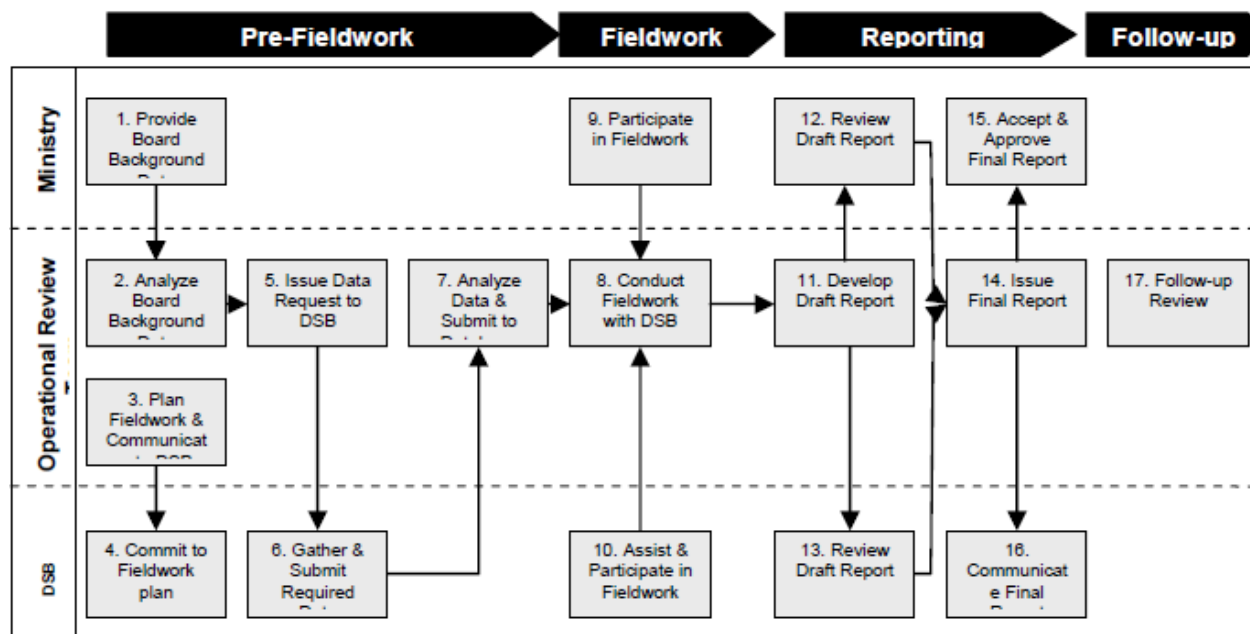 Pre-Fieldwork
Fieldwork
Reporting
Follow-up
Ministry
1. Provide
Board
Background
9. Participate
in Fieldwork
12. Review
Draft Report
15. Accept &
Approve
Final Report
Operational Review
2. Analyze
Board
Background
5. Issue Data
Request to
DSB
7. Analyze
Data &
Submit to
8. Conduct
Fieldwork
with DSB
11. Develop
Draft Report
14. Issue
Final Report
17. Follow-up
Review
3. Plan
Fieldwork &
Communicat
DSB
4. Commit to
Fieldwork
plan
6. Gather &
Submit
Required
10. Assist &
Participate in
Fieldwork
13. Review
Draft Report
16.
Communicat
e Final